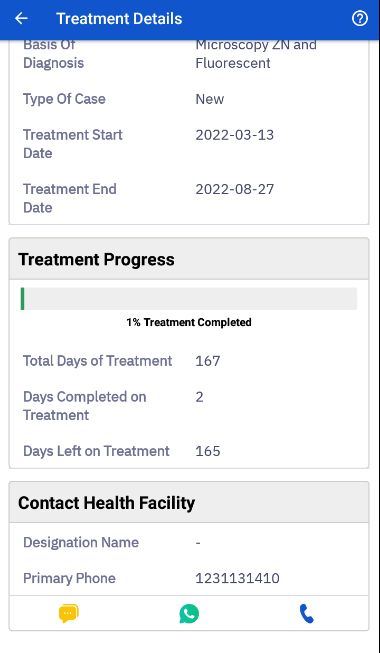 Treatment Details
Basis Of Microscopy ZN and
Diagnosis Fluorescent
Type Of Case New
Treatment Start 2022-03-13
Date
Treatment End 2022-08-27
Date
Treatment Progress
1% Treatment Completed
Total Days of Treatment 167
Days Completed on 2
Treatment
Days Left on Treatment 165
Contact Health Facility
Designation Name -
Primary Phone 1231131410